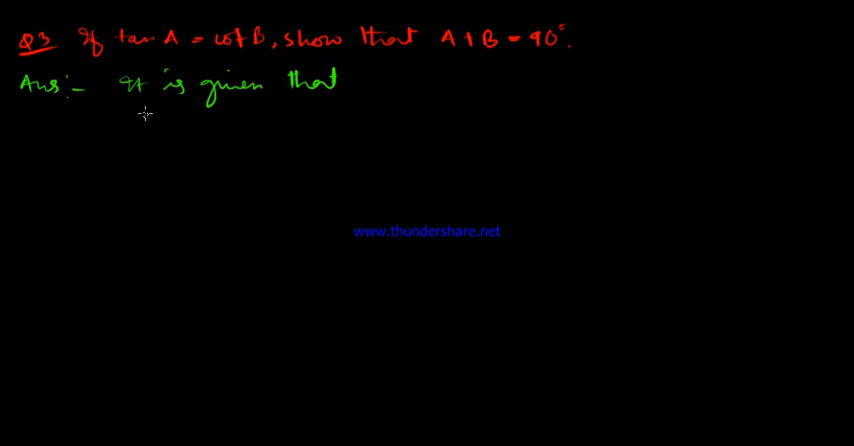 Q3 If tan A = cot B, show that A + B = 90°.
Ans:- It is given that
www.thundershare.net